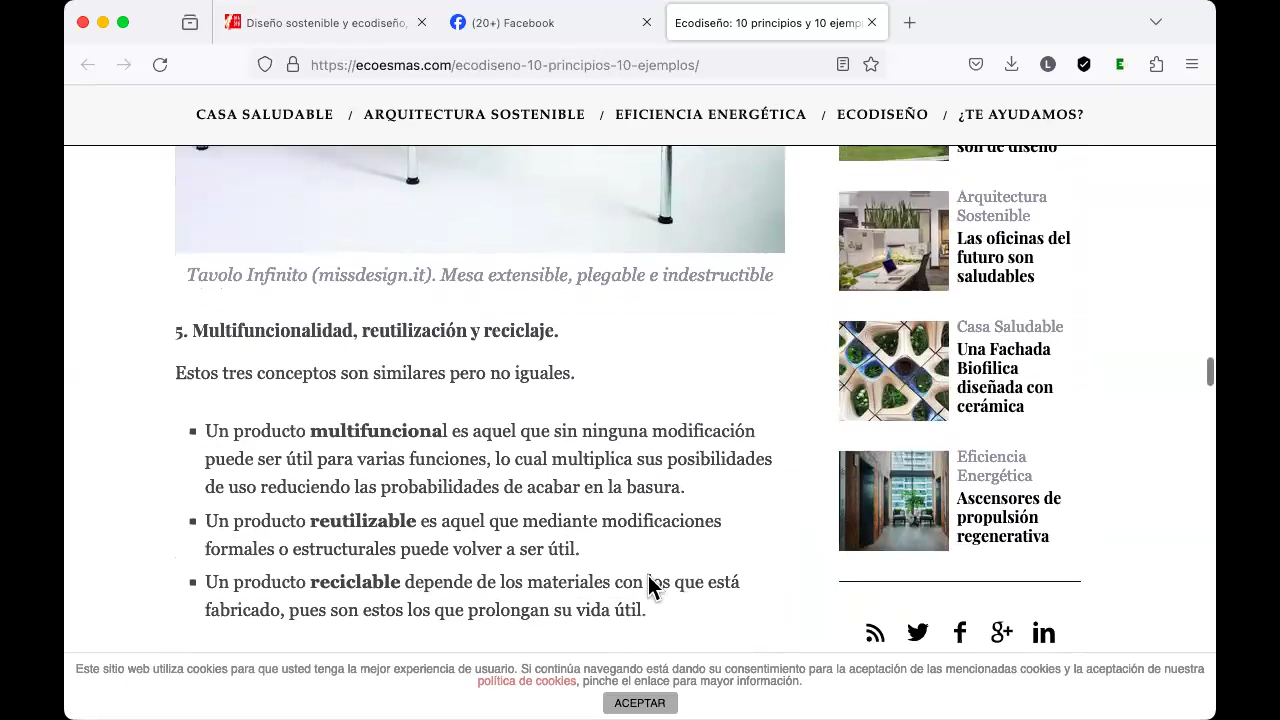 Diseño sostenible y ecodiseño,
(20+) Facebook
Ecodiseño: 10 principios y 10 ejemp
https://ecoesmas.com/ecodiseno-10-principios-10-ejemplos/
CASA SALUDABLE / ARQUITECTURA SOSTENIBLE / EFICIENCIA ENERGÉTICA / ECODISEÑO / ¿TE AYUDAMOS?
Tavolo Infinito (missdesign.it). Mesa extensible, plegable e indestructible
5. Multifuncionalidad, reutilización y reciclaje.
Estos tres conceptos son similares pero no iguales.
▪ Un producto multifuncional es aquel que sin ninguna modificación
puede ser útil para varias funciones, lo cual multiplica sus posibilidades
de uso reduciendo las probabilidades de acabar en la basura.
▪ Un producto reutilizable es aquel que mediante modificaciones
formales o estructurales puede volver a ser útil.
▪ Un producto reciclable depende de los materiales con los que está
fabricado, pues son estos los que prolongan su vida útil.
son de diseño
Arquitectura
Sostenible
Las oficinas del
futuro son
saludables
Casa Saludable
Una Fachada
Biofilica
diseñada con
cerámica
Eficiencia
Energética
Ascensores de
propulsión
regenerativa
Este sitio web utiliza cookies para que usted tenga la mejor experiencia de usuario. Si continúa navegando está dando su consentimiento para la aceptación de las mencionadas cookies y la aceptación de nuestra
política de cookies, pinche el enlace para mayor información.
ACEPTAR